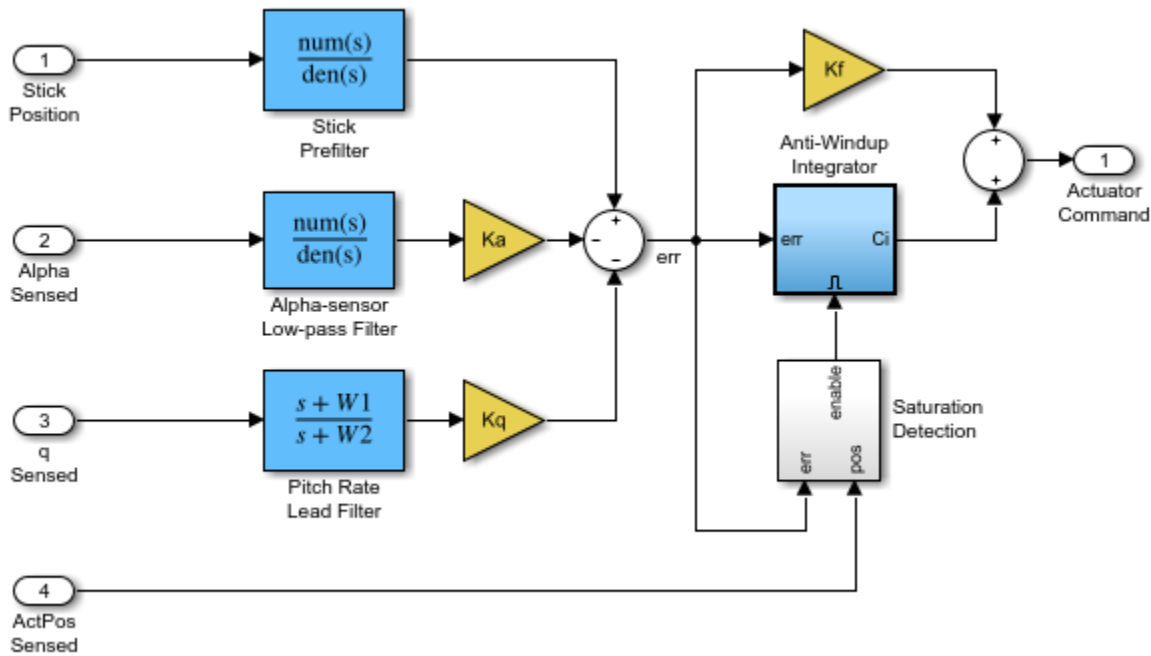 1
Stick
Position
num(s)
den(s)
Stick
Prefilter
2
Alpha
Sensed
num(s)
den(s)
Alpha-sensor
Low-pass Filter
Ka
3
q
Sensed
s + W1
s + W2
Pitch Rate
Lead Filter
Kq
4
ActPos
Sensed
+
−
−
err
Kf
Anti-Windup
Integrator
err
Ci
enable
err
pos
Saturation
Detection
+
+
1
Actuator
Command